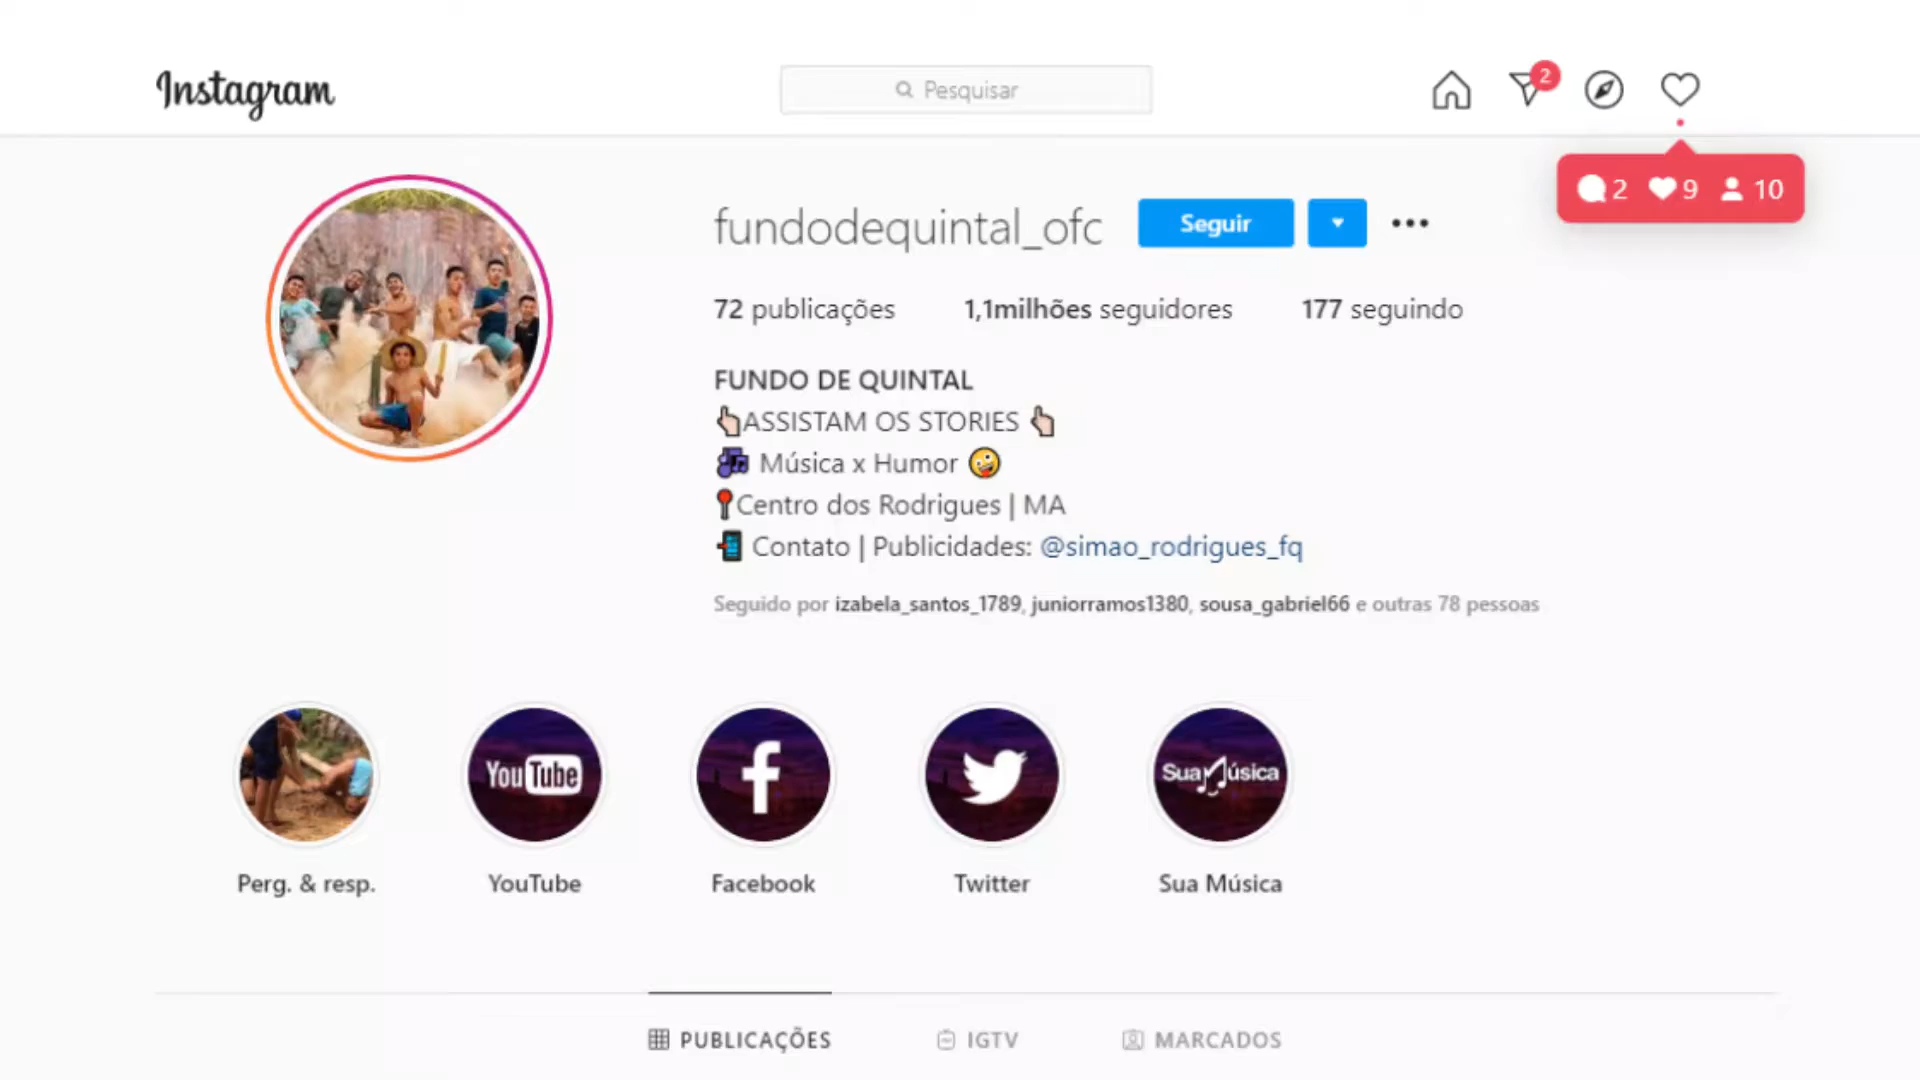 Instagram
Pesquisar
2
2 9 10
fundodequintal_ofc Seguir
72 publicações 1,1milhões seguidores 177 seguindo
FUNDO DE QUINTAL
👆ASSISTAM OS STORIES 👆
🎶 Música x Humor 🤪
📍Centro dos Rodrigues | MA
📲 Contato | Publicidades: @simao_rodrigues_fq
Seguido por izabela_santos_1789, juniorramos1380, sousa_gabriel66 e outras 78 pessoas
YouTube
f
Sua Música
Perg. & resp. YouTube Facebook Twitter Sua Música
PUBLICAÇÕES IGTV MARCADOS